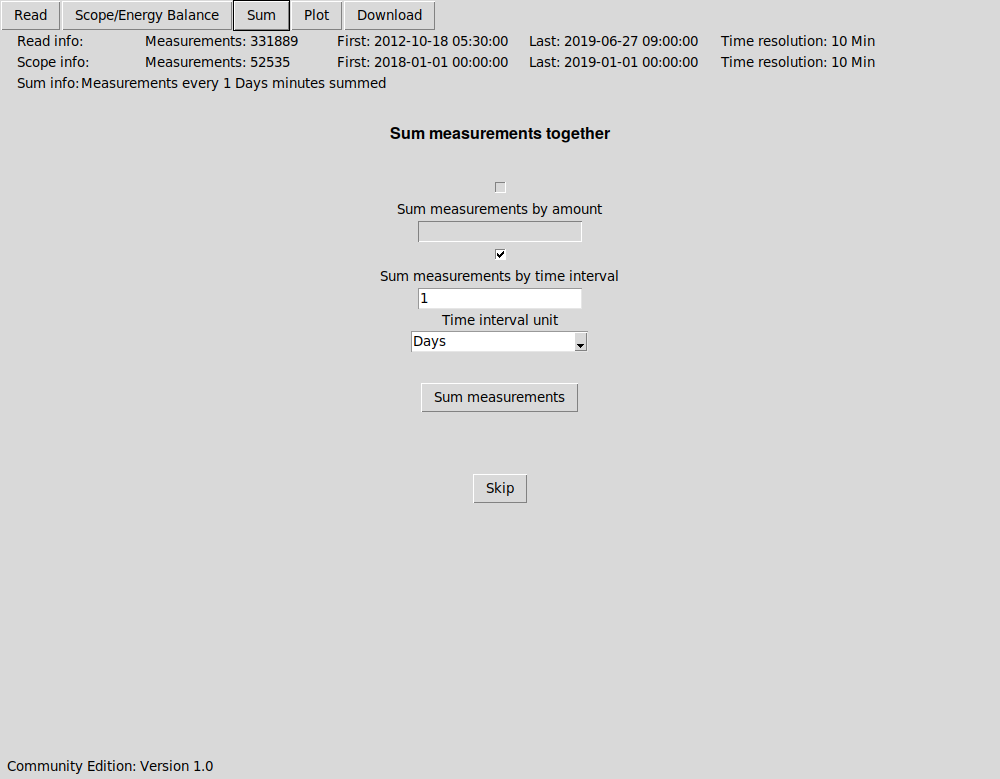 Read Scope/Energy Balance Sum Plot Download
Read info: Measurements: 331889 First: 2012-10-18 05:30:00 Last: 2019-06-27 09:00:00 Time resolution: 10 Min
Scope info: Measurements: 52535 First: 2018-01-01 00:00:00 Last: 2019-01-01 00:00:00 Time resolution: 10 Min
Sum info: Measurements every 1 Days minutes summed
Sum measurements together
Sum measurements by amount
Sum measurements by time interval
1
Time interval unit
Days
Sum measurements
Skip
Community Edition: Version 1.0